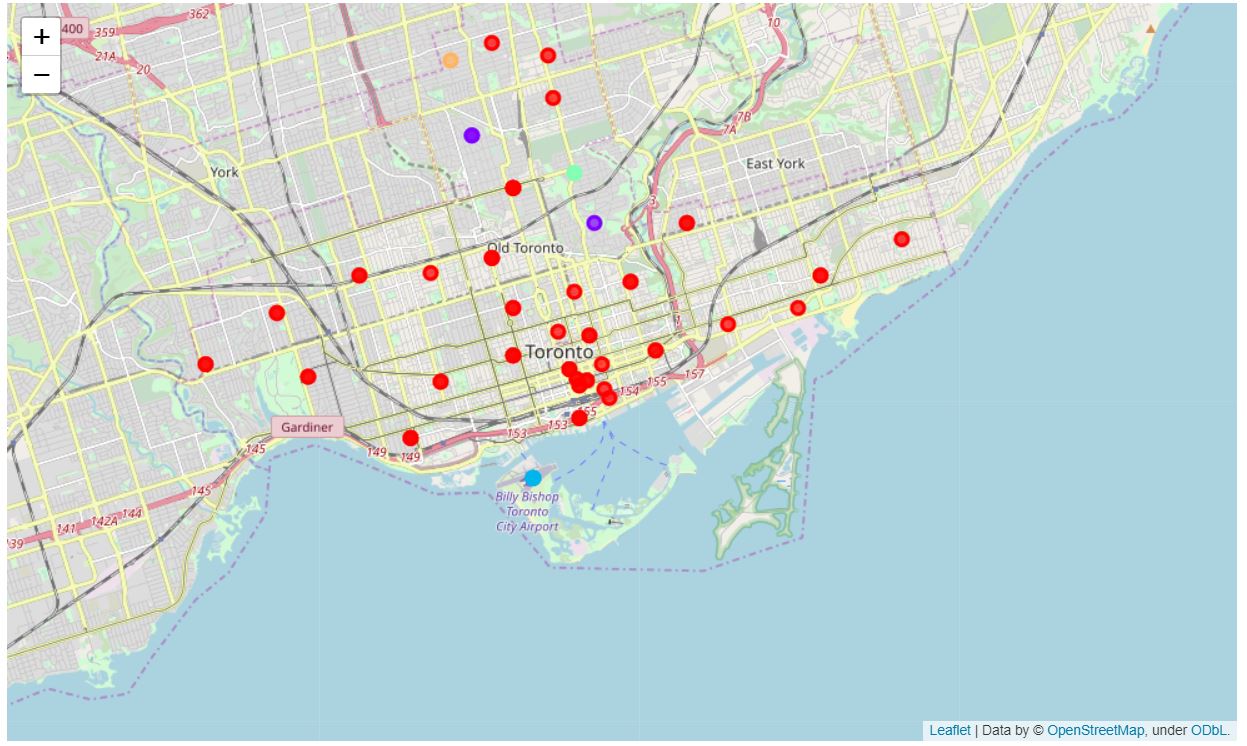 +
−
400
359
362
21A
20
10
7B
7A
York
East York
3
Old Toronto
1
Toronto
157
155
154
155
153
153
Gardiner
149
149
145
145
144
142A
141
139
Billy Bishop
Toronto
City Airport
Leaflet | Data by © OpenStreetMap, under ODbL.